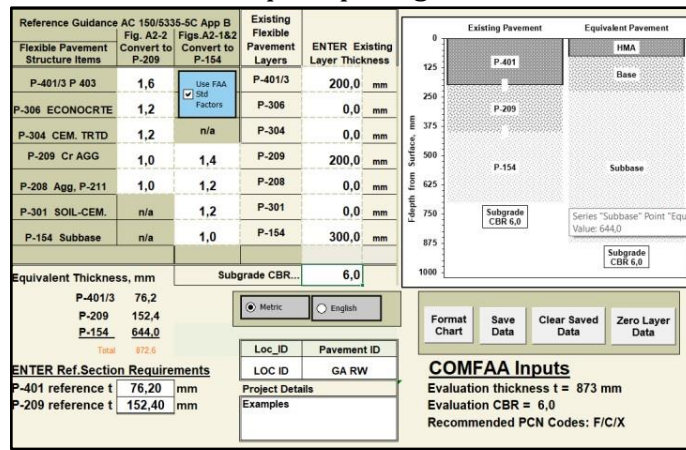 Reference Guidance AC 150/5335-5C App B
Fig. A2-2 Figs.A2-1&2
Flexible Pavement Structure Items
Convert to P-209
Convert to P-154
Existing Flexible Pavement Layers
ENTER Existing Layer Thickness
P-401/3 P 403 1,6 P-401/3 200,0 mm
Use FAA Std Factors
P-306 ECONOCRTE 1,2 P-306 0,0 mm
P-304 CEM. TRTD 1,2 n/a P-304 0,0 mm
P-209 Cr AGG 1,0 1,4 P-209 200,0 mm
P-208 Agg, P-211 1,0 1,2 P-208 0,0 mm
P-301 SOIL-CEM. n/a 1,2 P-301 0,0 mm
P-154 Subbase n/a 1,0 P-154 300,0 mm
Equivalent Thickness, mm
Subgrade CBR... 6,0
P-401/3 76,2
P-209 152,4
P-154 644,0
Total 872,6
Metric English
ENTER Ref.Section Requirements
P-401 reference t 76,20 mm
P-209 reference t 152,40 mm
Loc_ID Pavement ID
LOC ID GA RW
Project Details
Examples
Existing Pavement Equivalent Pavement
Fdepth from Surface, mm
0
125
250
375
500
625
750
875
1000
P-401
P-209
P-154
Subgrade CBR 6,0
HMA
Base
Subbase
Series "Subbase" Point "Equ
Value: 644,0
Subgrade CBR 6,0
Format Chart
Save Data
Clear Saved Data
Zero Layer Data
COMFAA Inputs
Evaluation thickness t = 873 mm
Evaluation CBR = 6,0
Recommended PCN Codes: F/C/X